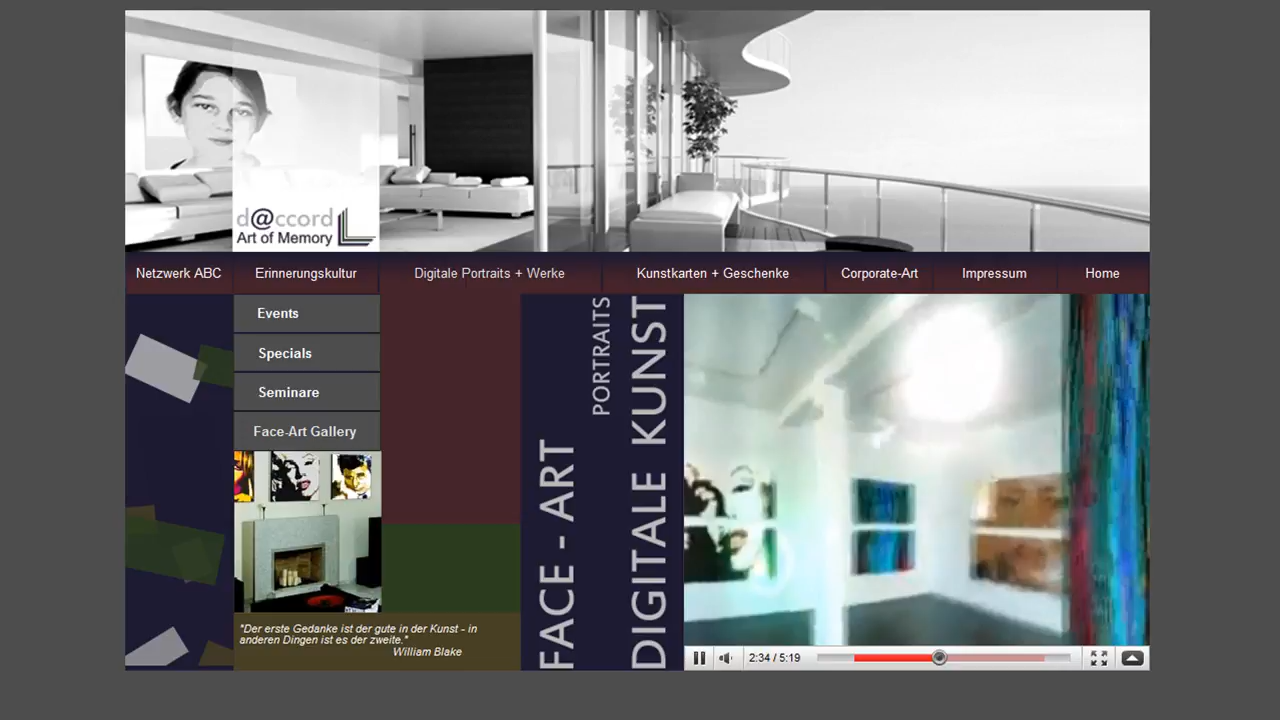 d@ccord
Art of Memory
Netzwerk ABC
Erinnerungskultur
Digitale Portraits + Werke
Kunstkarten + Geschenke
Corporate-Art
Impressum
Home
Events
Specials
Seminare
Face-Art Gallery
"Der erste Gedanke ist der gute in der Kunst - in
anderen Dingen ist es der zweite."
William Blake
FACE - ART
PORTRAITS
DIGITALE KUNST
2:34 / 5:19